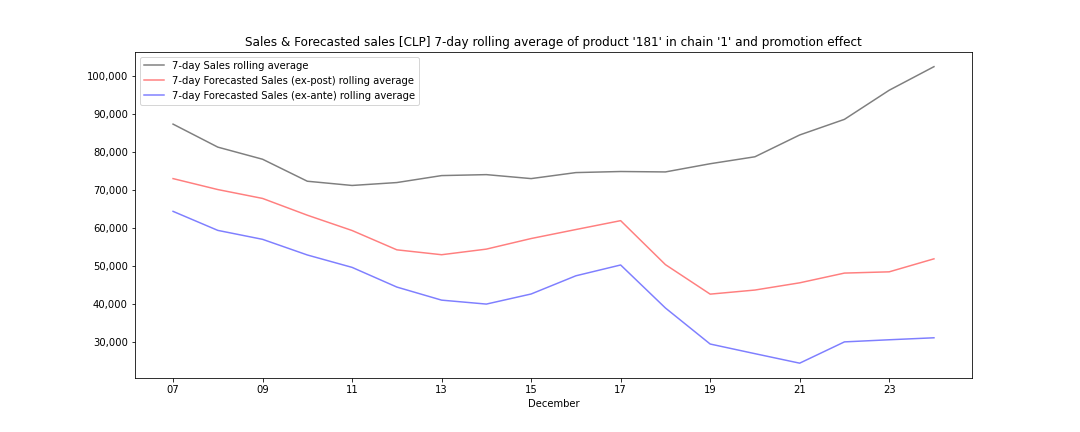 Sales & Forecasted sales [CLP] 7-day rolling average of product '181' in chain '1' and promotion effect
7-day Sales rolling average
7-day Forecasted Sales (ex-post) rolling average
7-day Forecasted Sales (ex-ante) rolling average
100,000
90,000
80,000
70,000
60,000
50,000
40,000
30,000
07 09 11 13 15 17 19 21 23
December